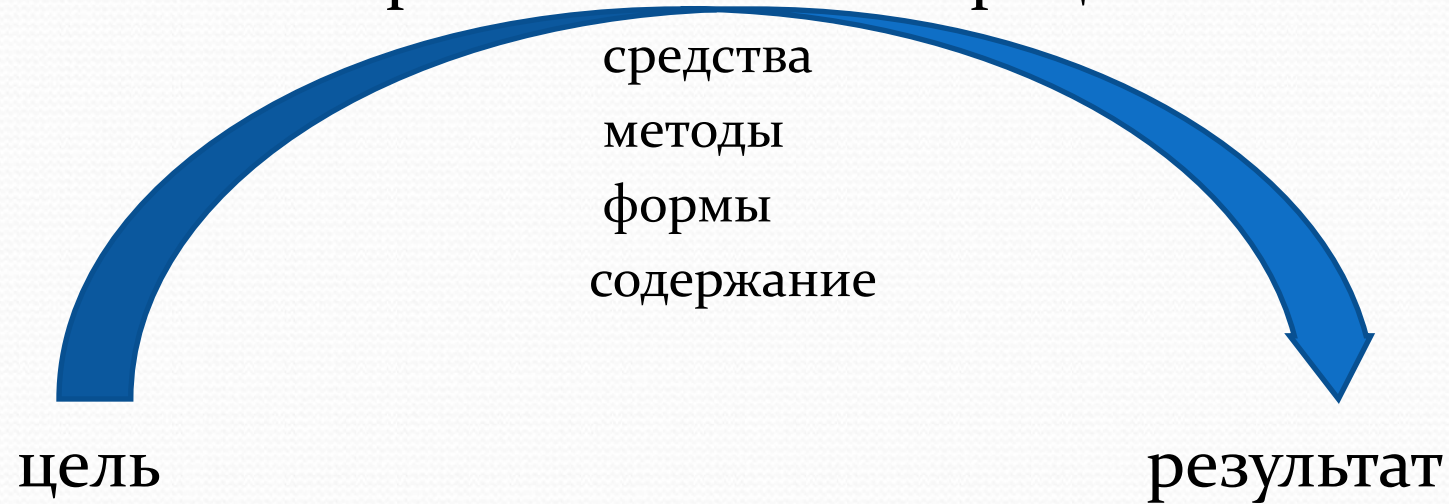 средства
методы
формы
содержание
цель
результат